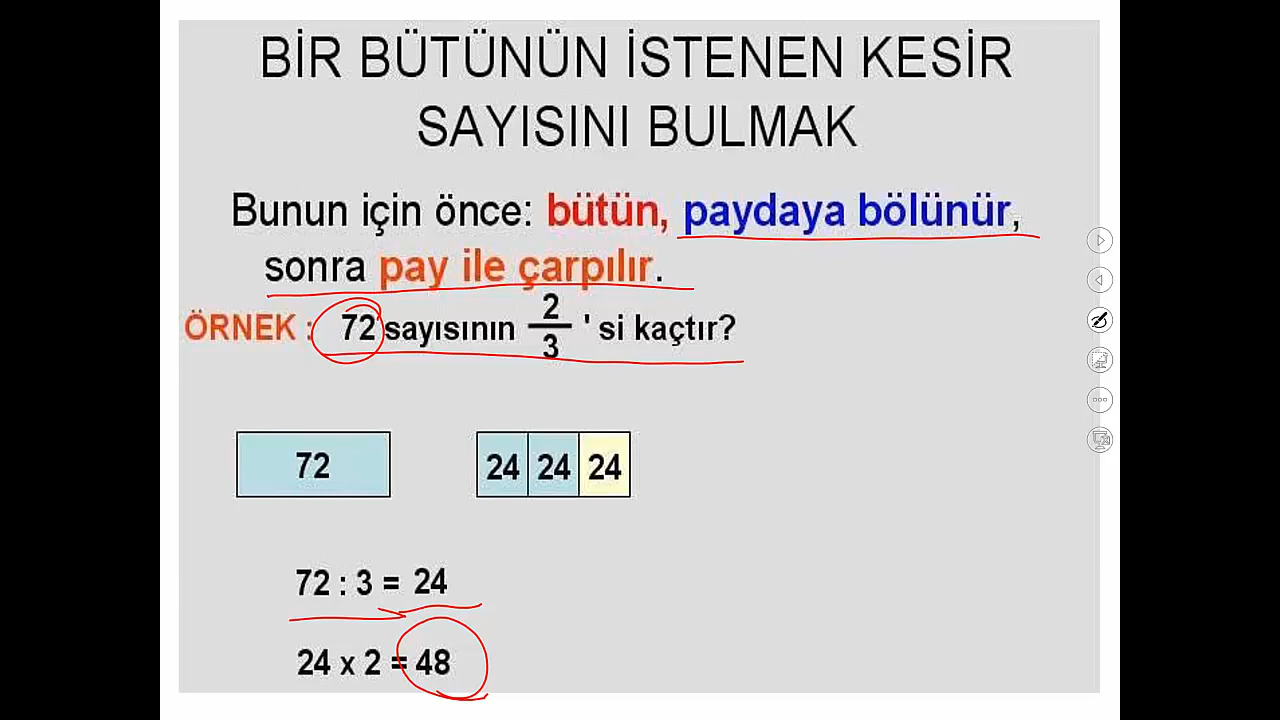 BİR BÜTÜNÜN İSTENEN KESİR
SAYISINI BULMAK
Bunun için önce: bütün, paydaya bölünür,
sonra pay ile çarpılır.
ÖRNEK : 72 sayısının 2/3 ' si kaçtır?
72
24 24 24
72 : 3 = 24
24 x 2 = 48